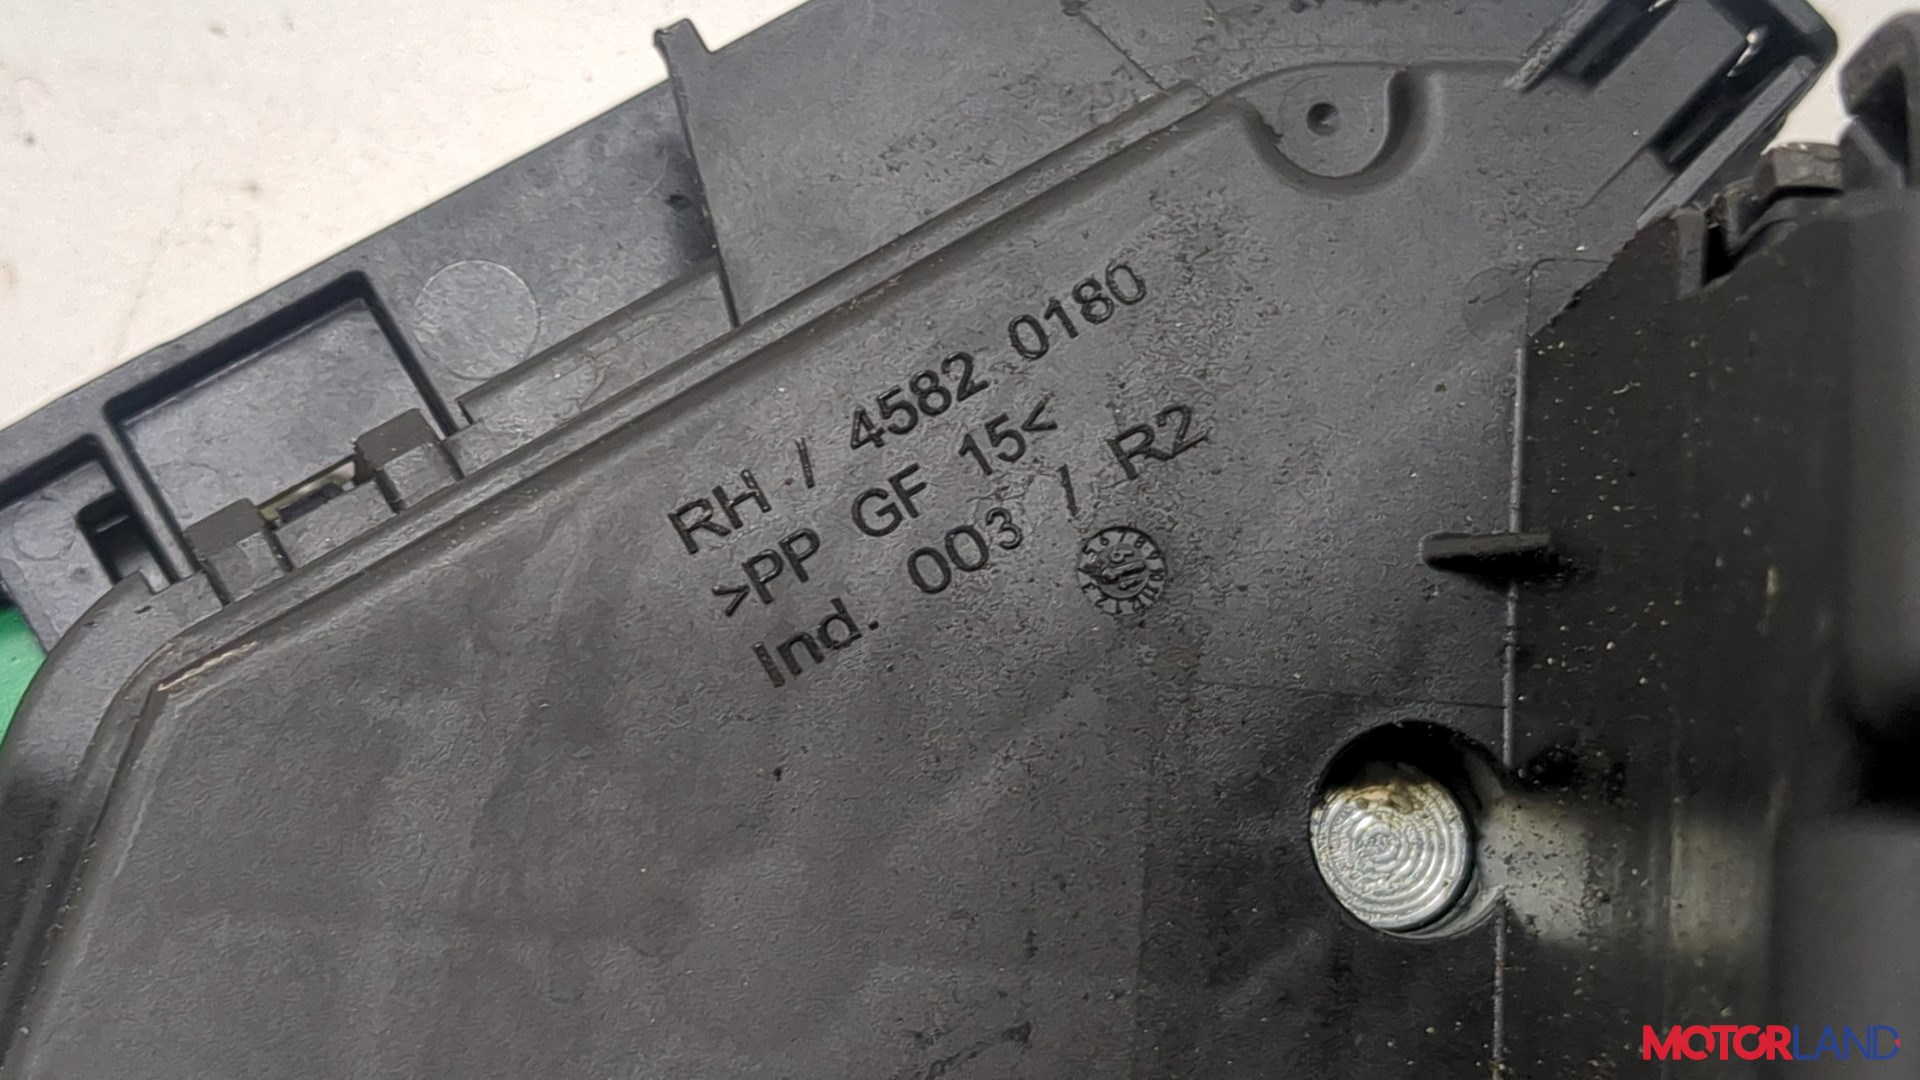 RH / 4582 0180
>PP GF 15<
Ind. 003 / R2
MOTORLAND